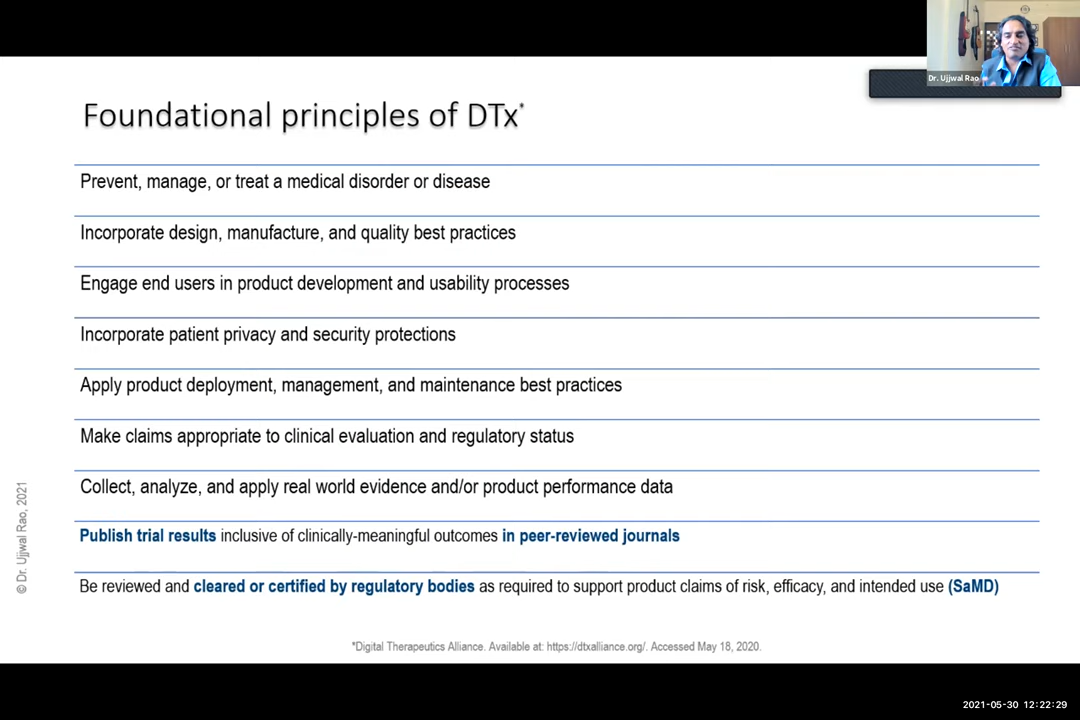 Dr. Ujjwal Rao
Foundational principles of DTx*
Prevent, manage, or treat a medical disorder or disease
Incorporate design, manufacture, and quality best practices
Engage end users in product development and usability processes
Incorporate patient privacy and security protections
Apply product deployment, management, and maintenance best practices
Make claims appropriate to clinical evaluation and regulatory status
Collect, analyze, and apply real world evidence and/or product performance data
Publish trial results inclusive of clinically-meaningful outcomes in peer-reviewed journals
Be reviewed and cleared or certified by regulatory bodies as required to support product claims of risk, efficacy, and intended use (SaMD)
© Dr. Ujjwal Rao, 2021
*Digital Therapeutics Alliance. Available at: https://dtxalliance.org/. Accessed May 18, 2020.
2021-05-30 12:22:29